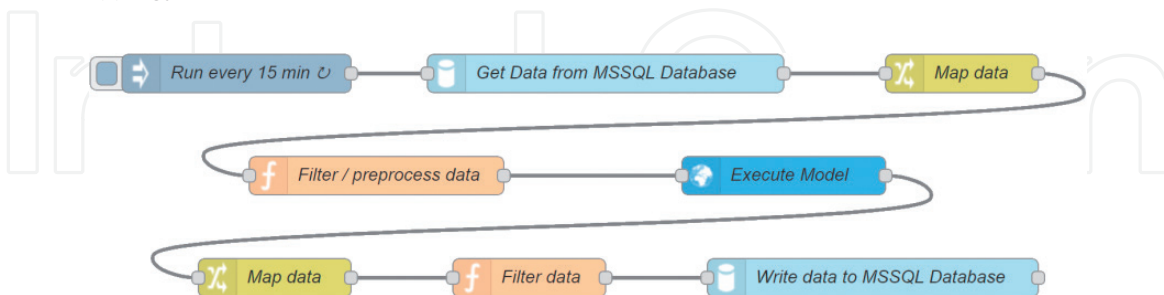 Run every 15 min ↻
Get Data from MSSQL Database
Map data
Filter / preprocess data
Execute Model
Map data
Filter data
Write data to MSSQL Database